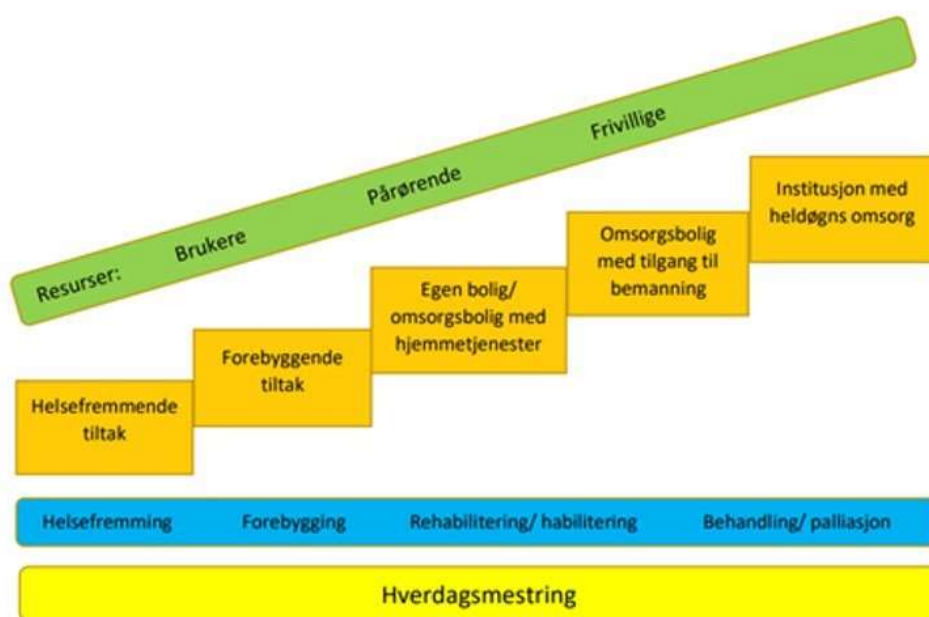 Resurser: Brukere Pårørende Frivillige
Helsefremmende
tiltak
Forebyggende
tiltak
Egen bolig/
omsorgsbolig med
hjemmetjenester
Omsorgsbolig
med tilgang til
bemanning
Institusjon med
heldøgns omsorg
Helsefremming Forebygging Rehabilitering/ habilitering Behandling/ palliasjon
Hverdagsmestring